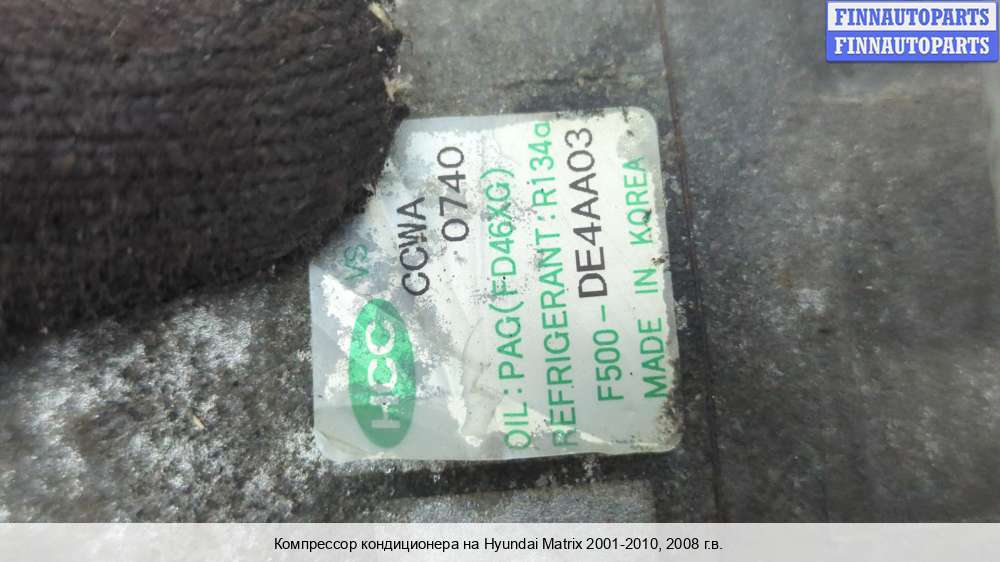 FINNAUTOPARTS
FINNAUTOPARTS
HCC
VS
CCWA
0740
OIL:PAG(FD46XG)
REFRIGERANT:R134a
F500-DE4AA03
MADE IN KOREA
Компрессор кондиционера на Hyundai Matrix 2001-2010, 2008 г.в.